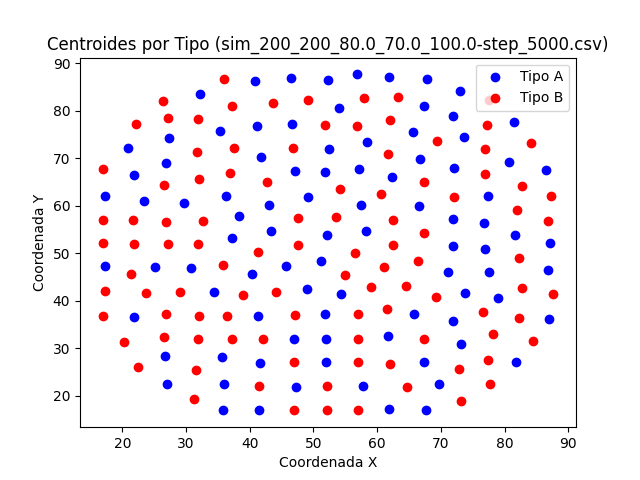 Centroides por Tipo (sim_200_200_80.0_70.0_100.0-step_5000.csv)
90
80
70
60
50
40
30
20
Coordenada Y
Tipo A
Tipo B
20 30 40 50 60 70 80 90
Coordenada X